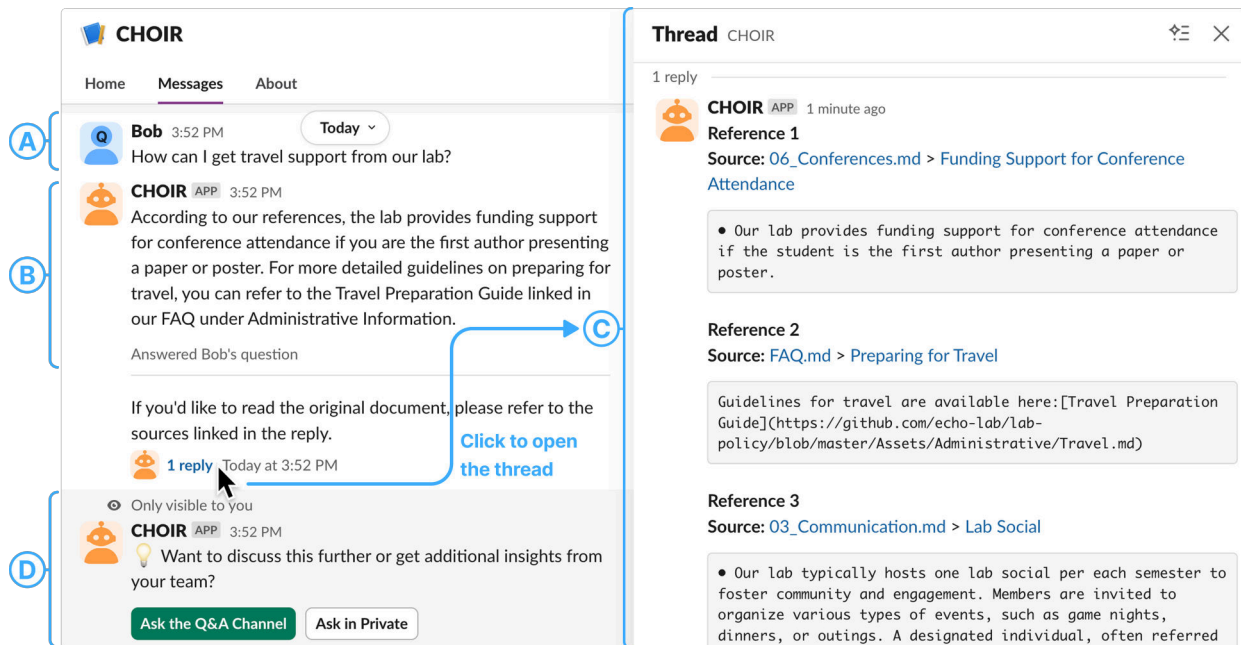 CHOIR
Home Messages About
A
Bob 3:52 PM
Today
How can I get travel support from our lab?
B
CHOIR APP 3:52 PM
According to our references, the lab provides funding support
for conference attendance if you are the first author presenting
a paper or poster. For more detailed guidelines on preparing for
travel, you can refer to the Travel Preparation Guide linked in
our FAQ under Administrative Information.
Answered Bob's question
If you'd like to read the original document, please refer to the
sources linked in the reply.
1 reply Today at 3:52 PM
Click to open
the thread
D
Only visible to you
CHOIR APP 3:52 PM
Want to discuss this further or get additional insights from
your team?
Ask the Q&A Channel Ask in Private
C
Thread CHOIR
1 reply
CHOIR APP 1 minute ago
Reference 1
Source: 06_Conferences.md > Funding Support for Conference
Attendance
• Our lab provides funding support for conference attendance
if the student is the first author presenting a paper or
poster.
Reference 2
Source: FAQ.md > Preparing for Travel
Guidelines for travel are available here:[Travel Preparation
Guide](https://github.com/echo-lab/lab-
policy/blob/master/Assets/Administrative/Travel.md)
Reference 3
Source: 03_Communication.md > Lab Social
• Our lab typically hosts one lab social per each semester to
foster community and engagement. Members are invited to
organize various types of events, such as game nights,
dinners, or outings. A designated individual, often referred
Q